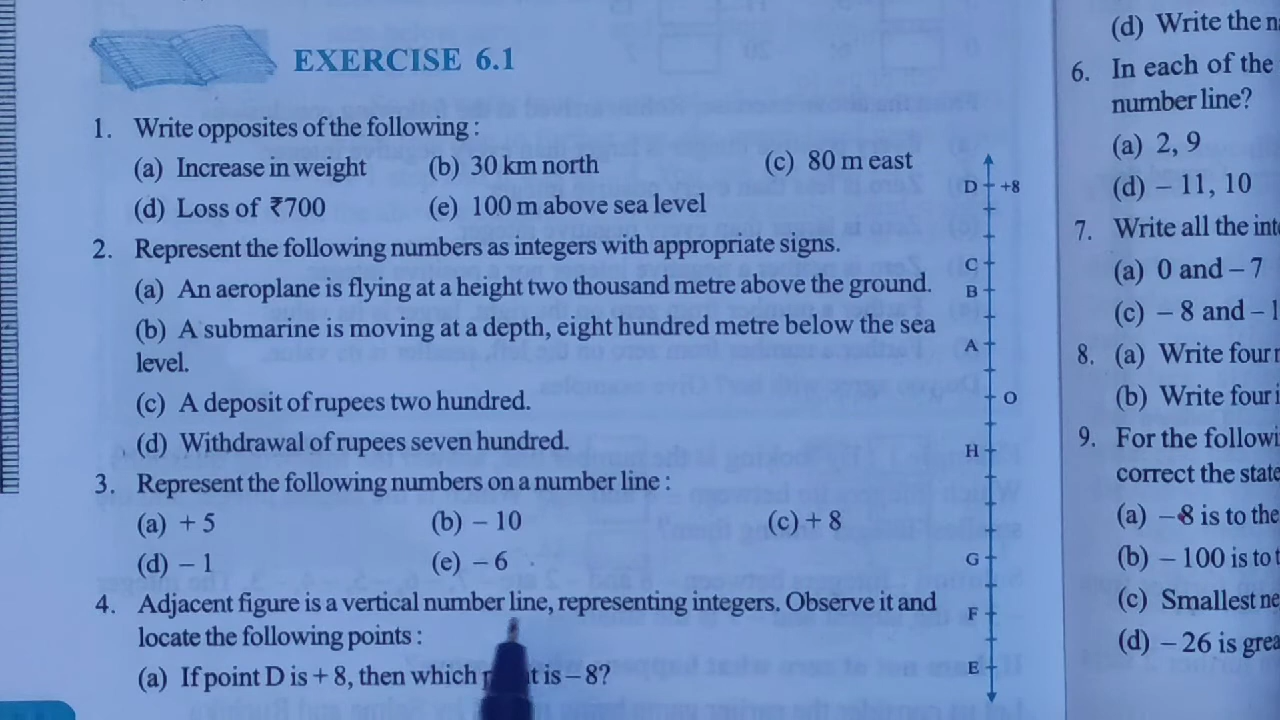 EXERCISE 6.1
1. Write opposites of the following :
(a) Increase in weight (b) 30 km north (c) 80 m east
(d) Loss of ₹700 (e) 100 m above sea level
2. Represent the following numbers as integers with appropriate signs.
(a) An aeroplane is flying at a height two thousand metre above the ground.
(b) A submarine is moving at a depth, eight hundred metre below the sea
level.
(c) A deposit of rupees two hundred.
(d) Withdrawal of rupees seven hundred.
3. Represent the following numbers on a number line :
(a) + 5 (b) – 10 (c) + 8
(d) – 1 (e) – 6
4. Adjacent figure is a vertical number line, representing integers. Observe it and
locate the following points :
(a) If point D is + 8, then which is – 8?
D +8
C
B
A
O
H
G
F
E
(d) Write the
6. In each of the
number line?
(a) 2, 9
(d) – 11, 10
7. Write all the
(a) 0 and – 7
(c) – 8 and –
8. (a) Write four
(b) Write four
9. For the
correct the
(a) –8 is to the
(b) – 100 is
(c) Smallest
(d) – 26 is